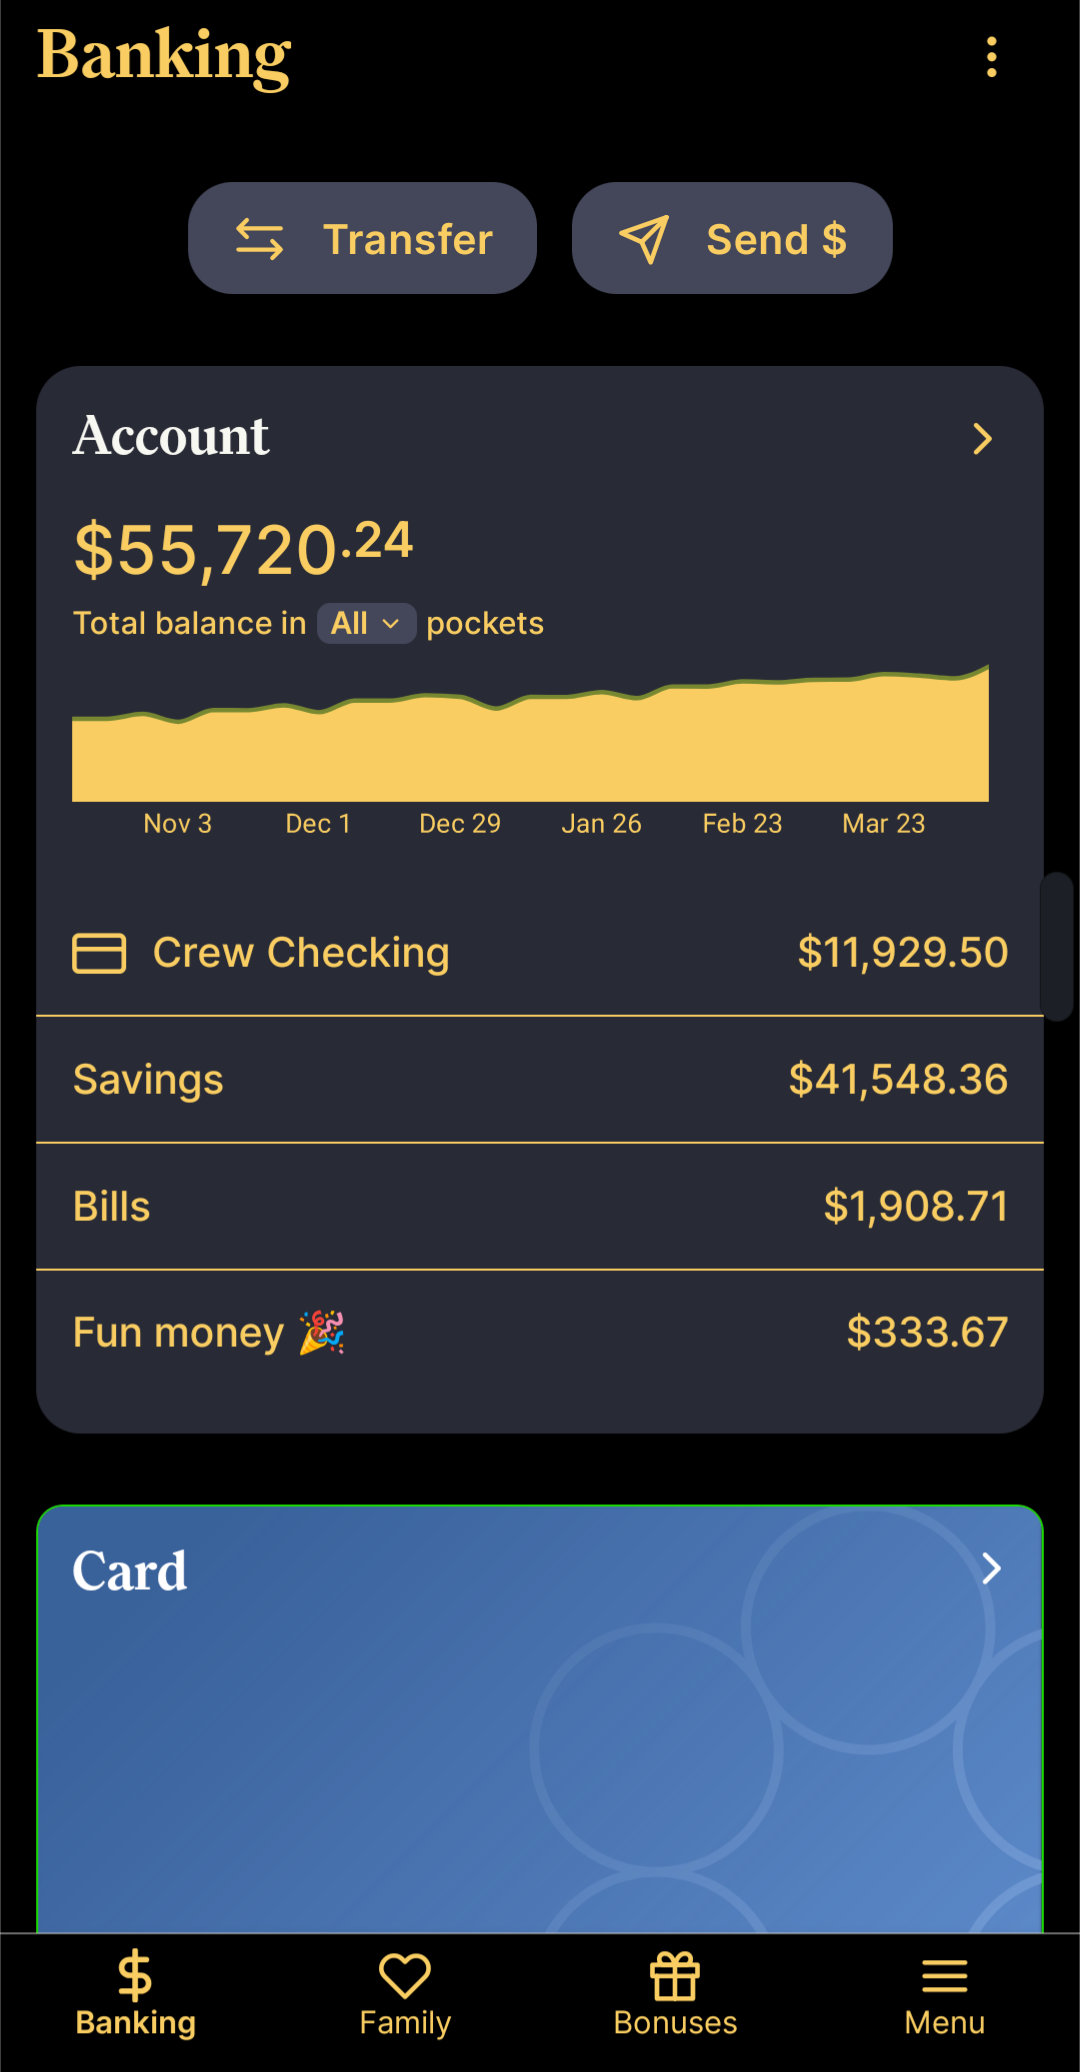 Banking
Transfer
Send $
Account
$55,720.24
Total balance in All pockets
Nov 3 Dec 1 Dec 29 Jan 26 Feb 23 Mar 23
Crew Checking $11,929.50
Savings $41,548.36
Bills $1,908.71
Fun money 🎉 $333.67
Card
Banking Family Bonuses Menu